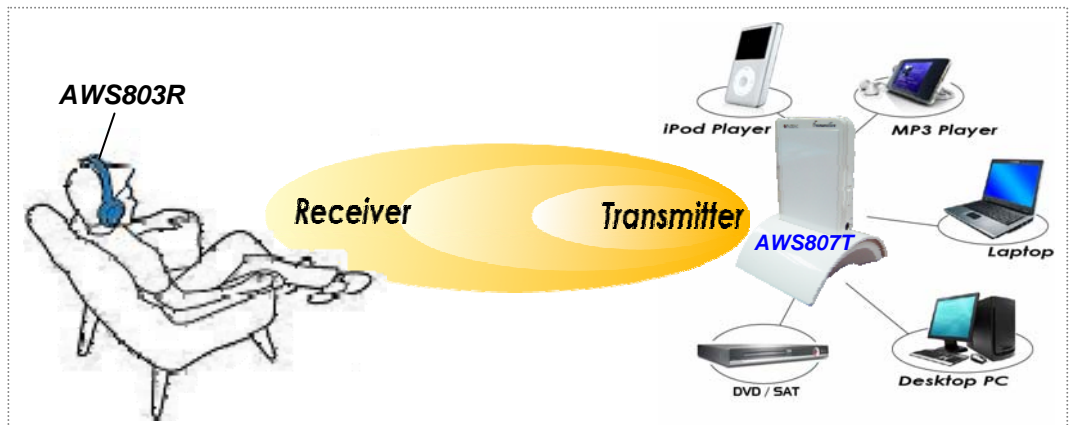 AWS803R
iPod Player
MP3 Player
Receiver
Transmitter
AWS807T
Laptop
DVD / SAT
Desktop PC